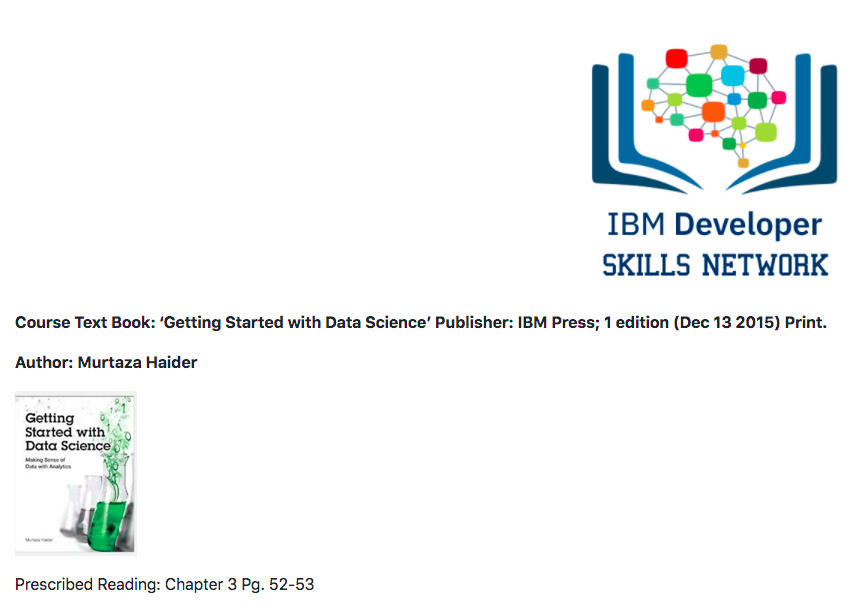 IBM Developer
SKILLS NETWORK
Course Text Book: ‘Getting Started with Data Science’ Publisher: IBM Press; 1 edition (Dec 13 2015) Print.
Author: Murtaza Haider
Getting
Started with
Data Science
Making Sense of
Data with Analytics
Murtaza Haider
Prescribed Reading: Chapter 3 Pg. 52-53